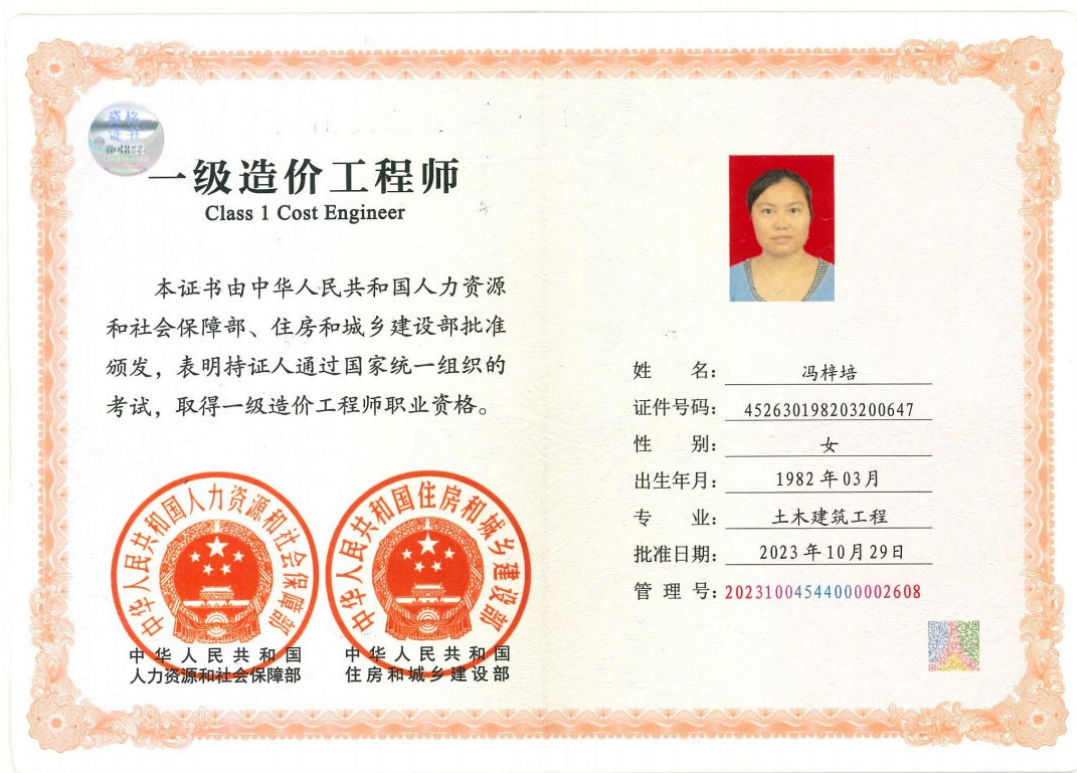 资格
证书
一级造价工程师
Class 1 Cost Engineer
本证书由中华人民共和国人力资源
和社会保障部、住房和城乡建设部批准
颁发，表明持证人通过国家统一组织的
考试，取得一级造价工程师职业资格。
中华人民共和国人力资源和社会保障部
中华人民共和国
人力资源和社会保障部
中华人民共和国住房和城乡建设部
中华人民共和国
住房和城乡建设部
姓 名：冯梓培
证件号码：452630198203200647
性 别：女
出生年月：1982年03月
专 业：土木建筑工程
批准日期：2023年10月29日
管 理 号：20231004544000002608